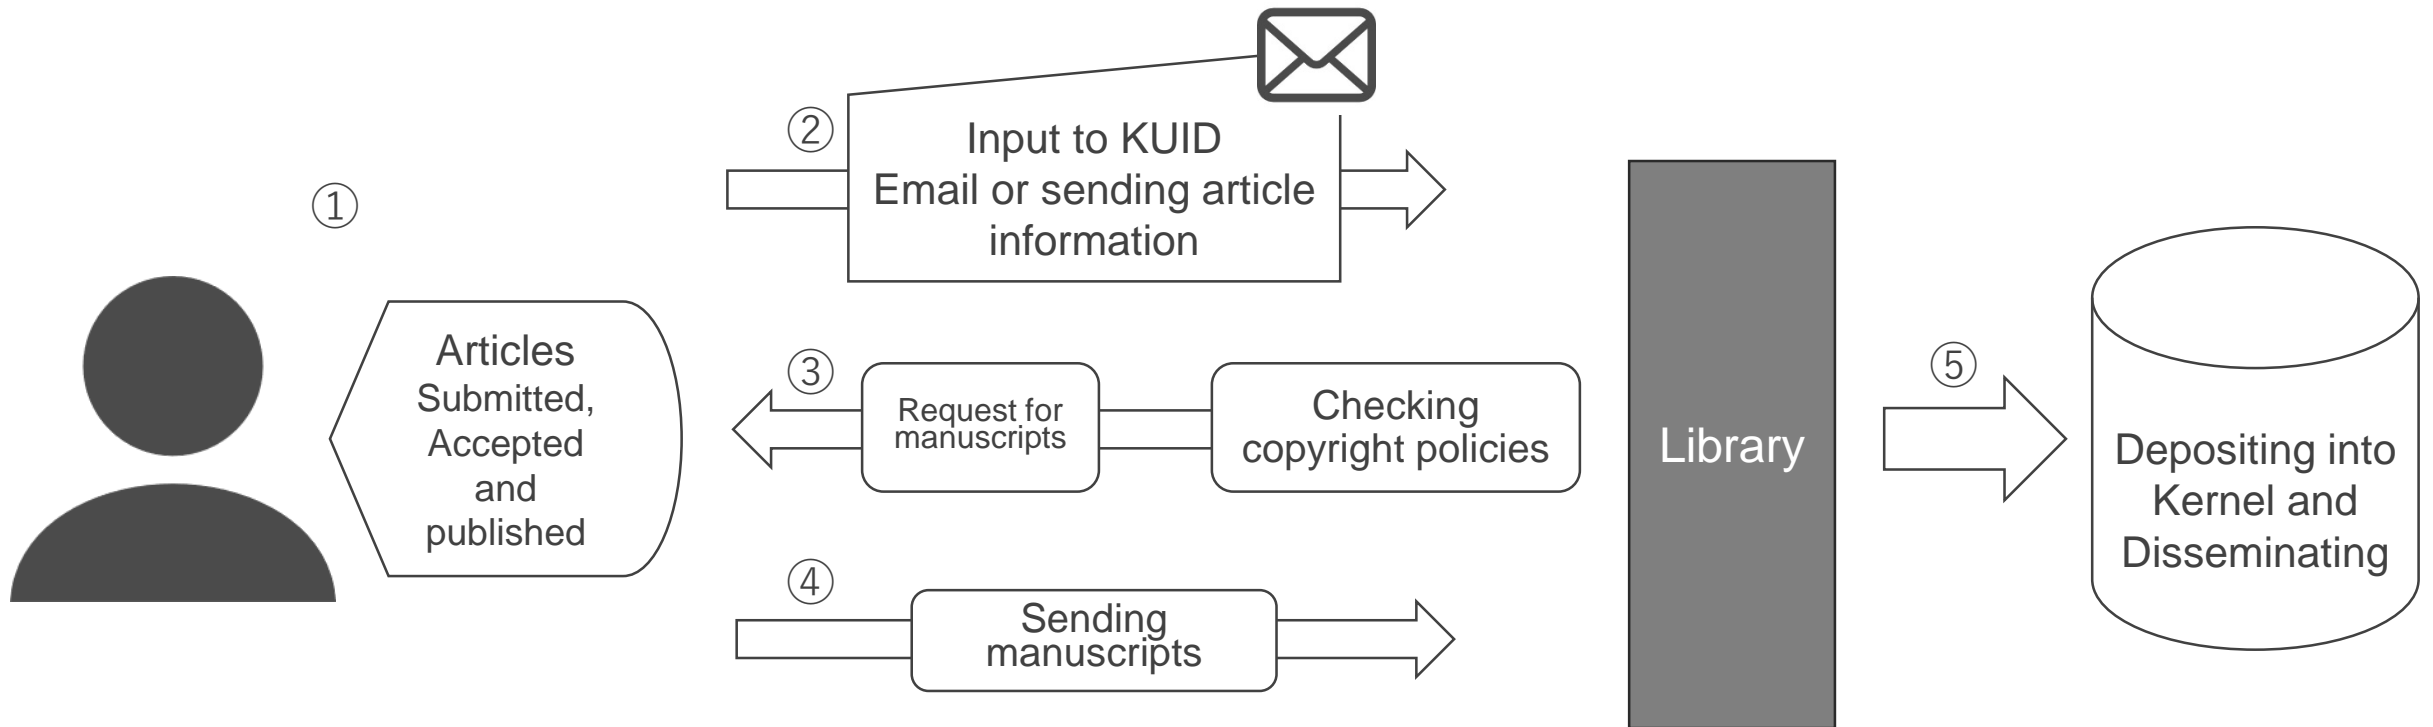 ①
Articles
Submitted,
Accepted
and
published
②
Input to KUID
Email or sending article
information
③
Request for
manuscripts
Checking
copyright policies
④
Sending
manuscripts
Library
⑤
Depositing into
Kernel and
Disseminating